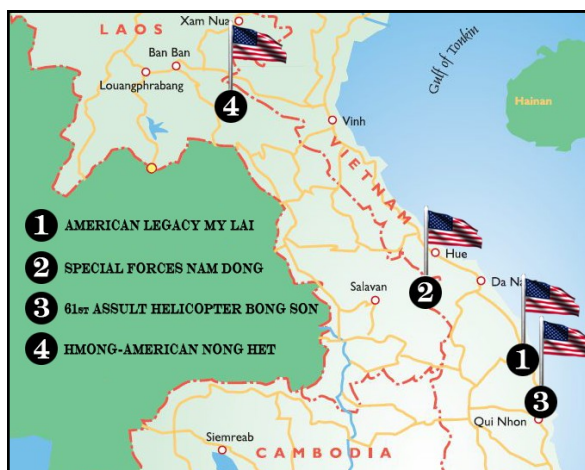 Xam Nua
LAOS
Ban Ban
Louangphrabang
4
Gulf of Tonkin
Hainan
Vinh
VIETNAM
1 AMERICAN LEGACY MY LAI
2 SPECIAL FORCES NAM DONG
3 61ST ASSULT HELICOPTER BONG SON
4 HMONG-AMERICAN NONG HET
Hue
2
Salavan
Da Na
1
3
Qui Nhon
Siemreab
CAMBODIA